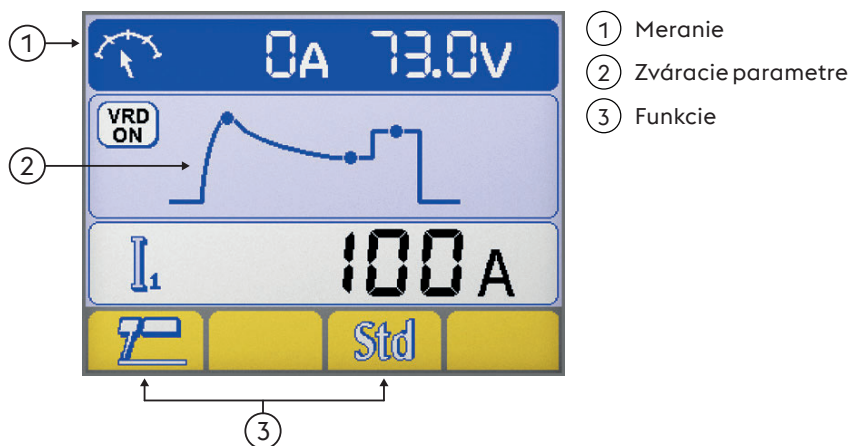 1
0A 73.0V
VRD
ON
2
I1
100A
Std
3
1 Meranie
2 Zváracie parametre
3 Funkcie